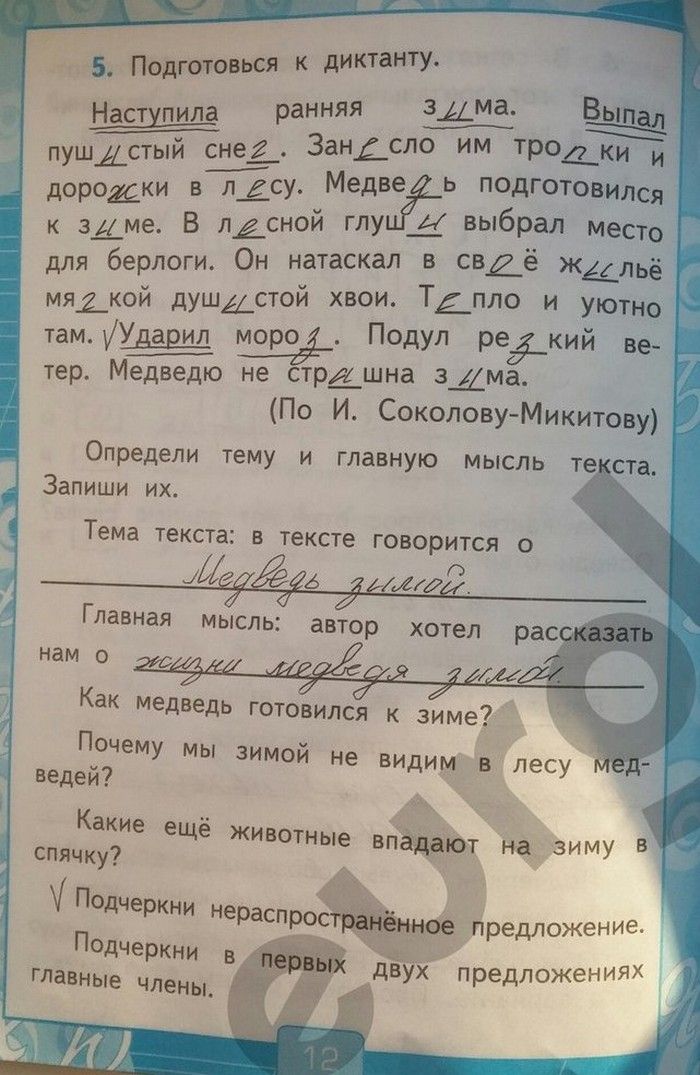 5. Подготовься к диктанту.
Наступила ранняя зима. Выпал
пушистый снег. Занесло им тропки и
дорожки в лесу. Медведь подготовился
к зиме. В лесной глуши выбрал место
для берлоги. Он натаскал в своё жильё
мягкой душистой хвои. Тепло и уютно
там. √Ударил мороз. Подул резкий ве-
тер. Медведю не страшна зима.
(По И. Соколову-Микитову)
Определи тему и главную мысль текста.
Запиши их.
Тема текста: в тексте говорится о
Медведь зимой.
Главная мысль: автор хотел рассказать
нам о жизни медведя зимой.
Как медведь готовился к зиме?
Почему мы зимой не видим в лесу мед-
ведей?
Какие ещё животные впадают на зиму в
спячку?
√ Подчеркни нераспространённое предложение.
Подчеркни в первых двух предложениях
главные члены.
12
euroki